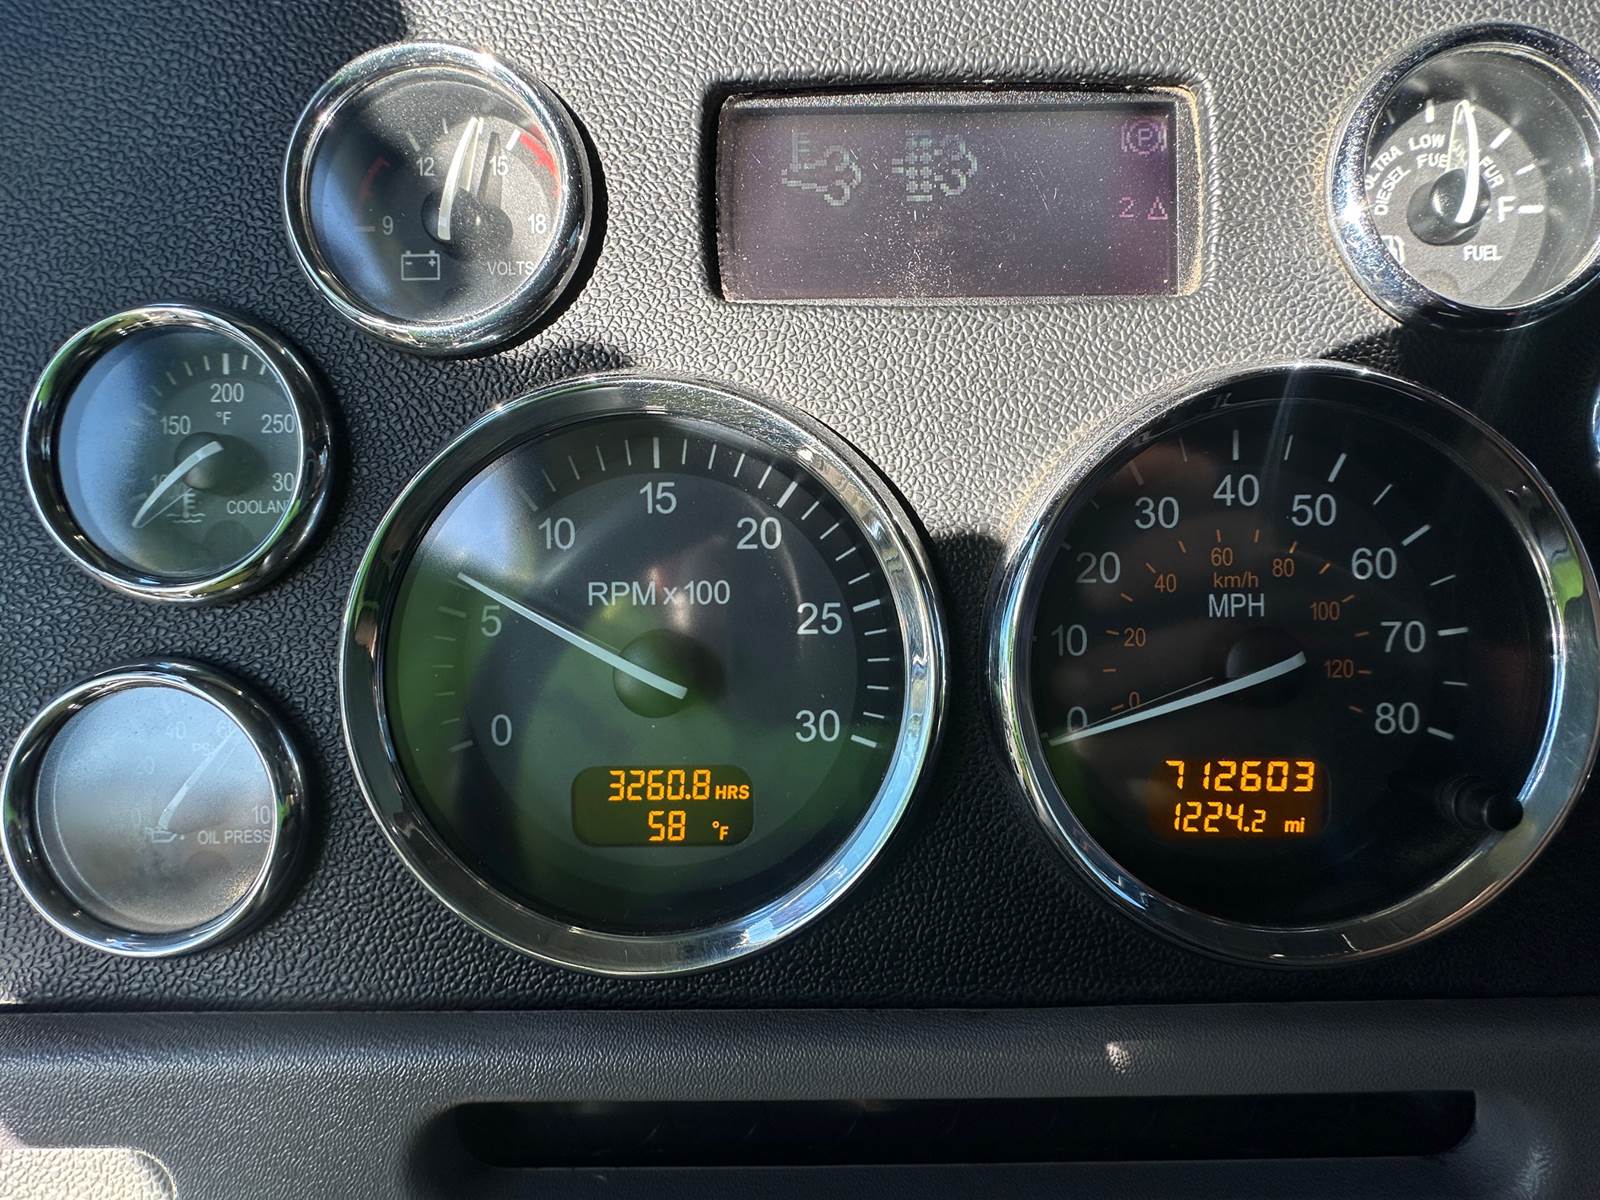 12
15
9
18
VOLTS
(P)
2
ULTRA LOW
DIESEL FUEL
F
FUEL
150
200
250
°F
COOLANT
40
PSI
OIL PRESS
0
5
10
15
20
25
30
RPM x 100
3260.8 HRS
58 °F
0
10
20
30
40
50
60
70
80
0
20
40
60
80
100
120
km/h
MPH
712603
1224.2 mi